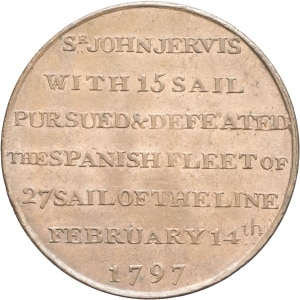 SR JOHN JERVIS
WITH 15 SAIL
PURSUED & DEFEATED
THE SPANISH FLEET OF
27 SAIL OF THE LINE
FEBRUARY 14th
1797